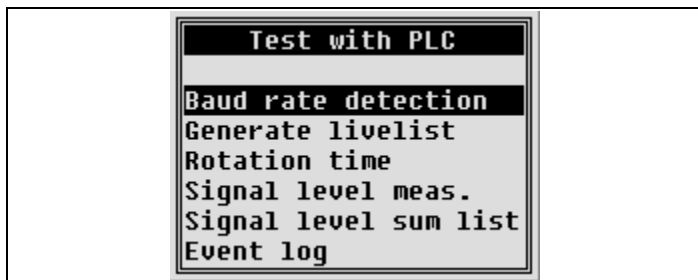 Test with PLC
Baud rate detection
Generate livelist
Rotation time
Signal level meas.
Signal level sum list
Event log